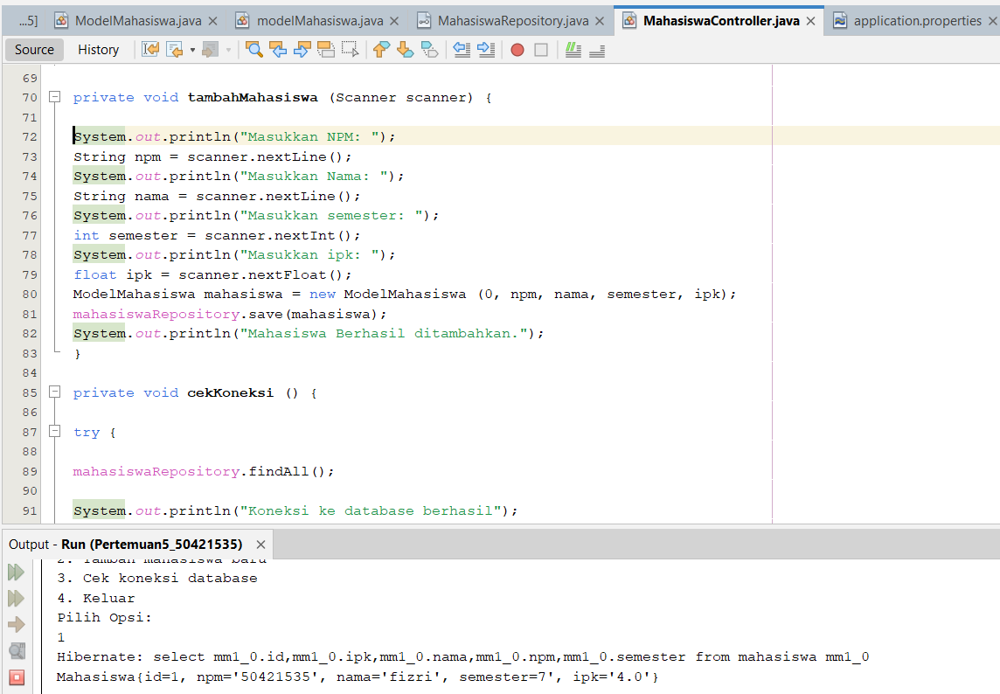 ...5] ModelMahasiswa.java × modelMahasiswa.java × MahasiswaRepository.java × MahasiswaController.java × application.properties ×
Source History
69
70 private void tambahMahasiswa (Scanner scanner) {
71
72 System.out.println("Masukkan NPM: ");
73 String npm = scanner.nextLine();
74 System.out.println("Masukkan Nama: ");
75 String nama = scanner.nextLine();
76 System.out.println("Masukkan semester: ");
77 int semester = scanner.nextInt();
78 System.out.println("Masukkan ipk: ");
79 float ipk = scanner.nextFloat();
80 ModelMahasiswa mahasiswa = new ModelMahasiswa (0, npm, nama, semester, ipk);
81 mahasiswaRepository.save(mahasiswa);
82 System.out.println("Mahasiswa Berhasil ditambahkan.");
83 }
84
85 private void cekKoneksi () {
86
87 try {
88
89 mahasiswaRepository.findAll();
90
91 System.out.println("Koneksi ke database berhasil");
Output - Run (Pertemuan5_50421535) ×
2. Tambah mahasiswa baru
3. Cek koneksi database
4. Keluar
Pilih Opsi:
1
Hibernate: select mm1_0.id,mm1_0.ipk,mm1_0.nama,mm1_0.npm,mm1_0.semester from mahasiswa mm1_0
Mahasiswa{id=1, npm='50421535', nama='fizri', semester=7', ipk='4.0'}